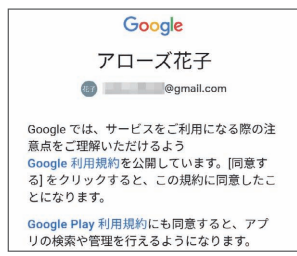 Google
アローズ花子
花子 @gmail.com
Google では、サービスをご利用になる際の注
意点をご理解いただけるよう
Google 利用規約を公開しています。[同意す
る] をクリックすると、この規約に同意したこ
とになります。
Google Play 利用規約にも同意すると、アプ
リの検索や管理を行えるようになります。